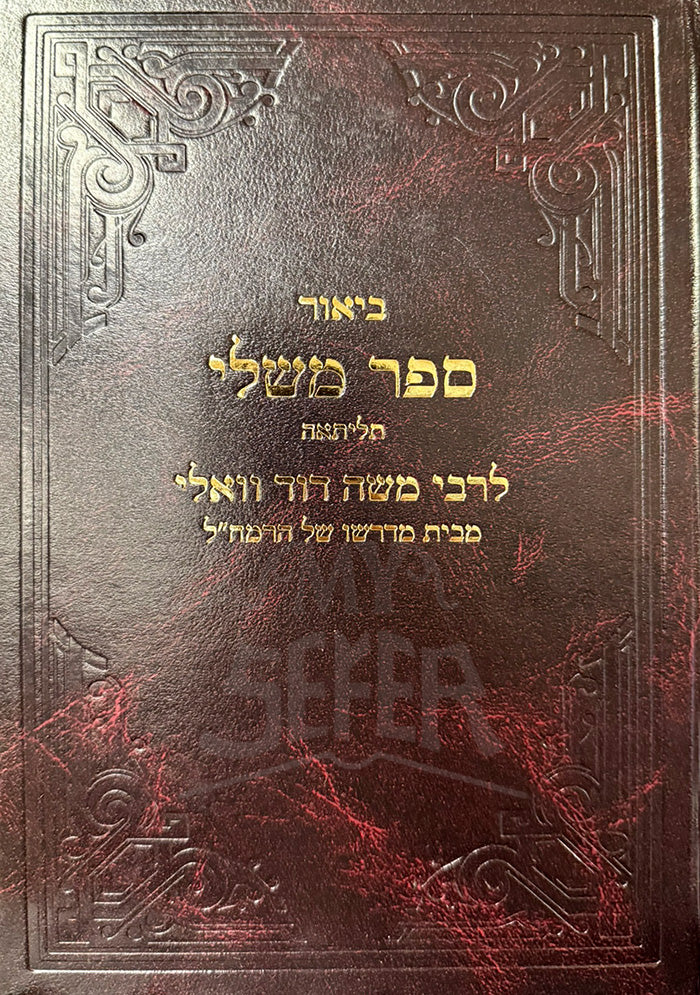 ביאור
ספר משלי
תליתאה
לרבי משה דוד וואלי
מבית מדרשו של הרמח"ל
MY
SEFER